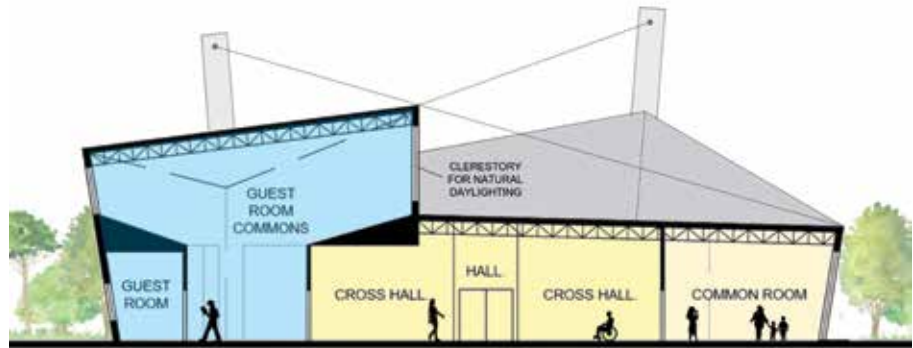 CLERESTORY
FOR NATURAL
DAYLIGHTING
GUEST
ROOM
COMMONS
GUEST
ROOM
CROSS HALL
HALL
CROSS HALL
COMMON ROOM